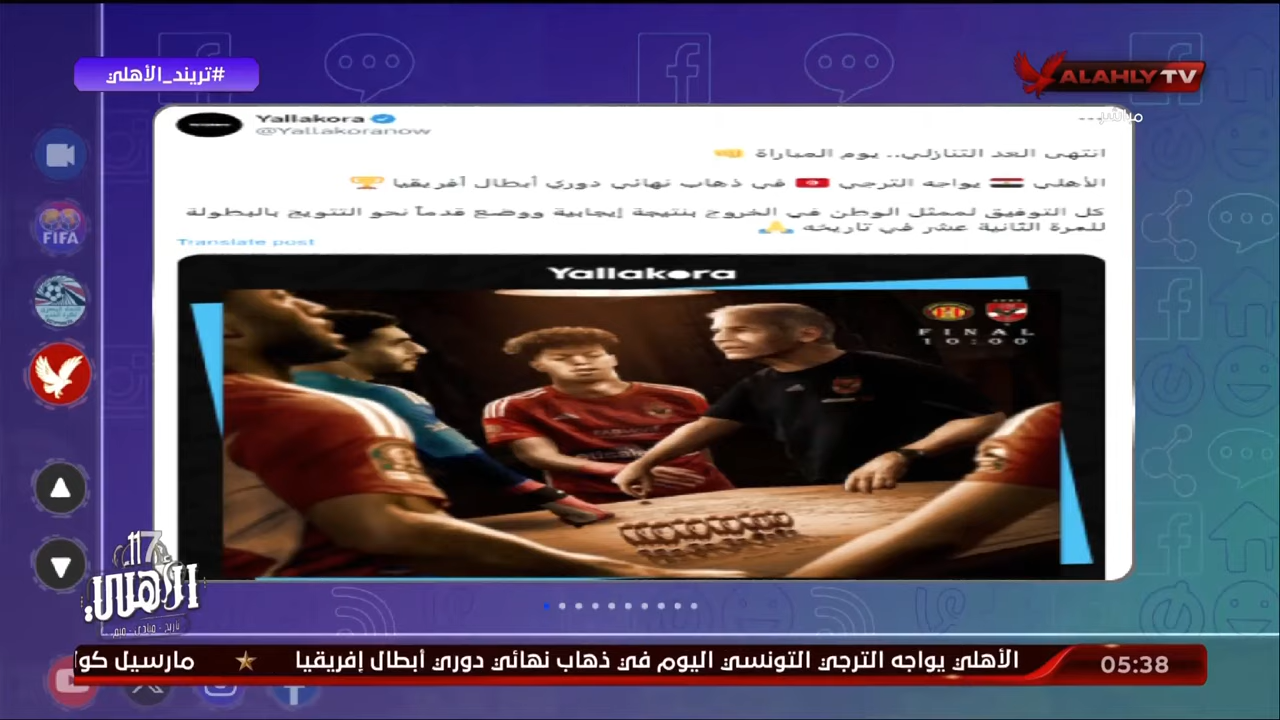 #تريند_الأهلي
ALAHLY TV
مباشر
Yallakora
@Yallakoranow
انتهى العد التنازلي.. يوم المباراة
الأهلي يواجه الترجي في ذهاب نهائي دوري أبطال أفريقيا
كل التوفيق لممثل الوطن في الخروج بنتيجة إيجابية ووضع قدماً نحو التتويج بالبطولة
للمرة الثانية عشر في تاريخه
Translate post
Yallakora
FINAL
10:00
FIFA
117
الأهلي
الأهلي يواجه الترجي التونسي اليوم في ذهاب نهائي دوري أبطال إفريقيا
مارسيل كو
05:38